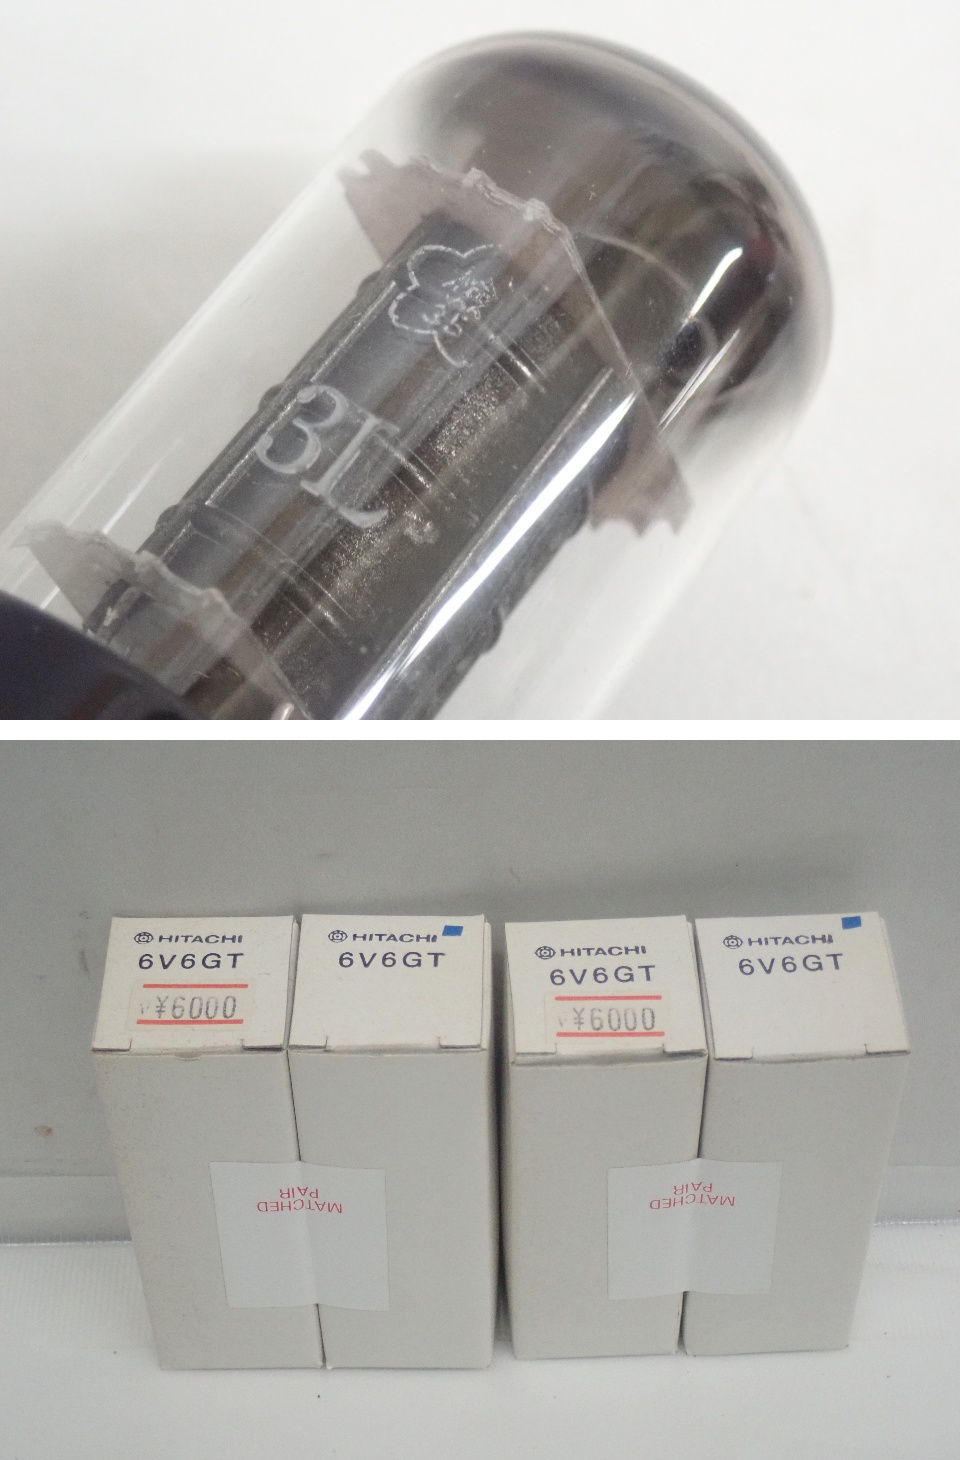 3L
HITACHI
6V6GT
¥6000
HITACHI
6V6GT
HITACHI
6V6GT
¥6000
HITACHI
6V6GT
MATCHED
PAIR
MATCHED
PAIR